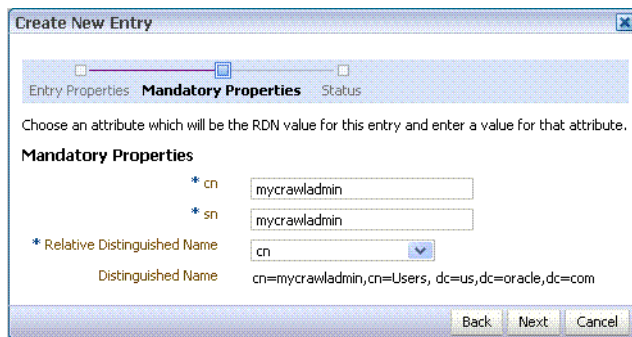 Create New Entry
Entry Properties Mandatory Properties Status
Choose an attribute which will be the RDN value for this entry and enter a value for that attribute.
Mandatory Properties
* cn mycrawladmin
* sn mycrawladmin
* Relative Distinguished Name cn
Distinguished Name cn=mycrawladmin,cn=Users, dc=us,dc=oracle,dc=com
Back Next Cancel